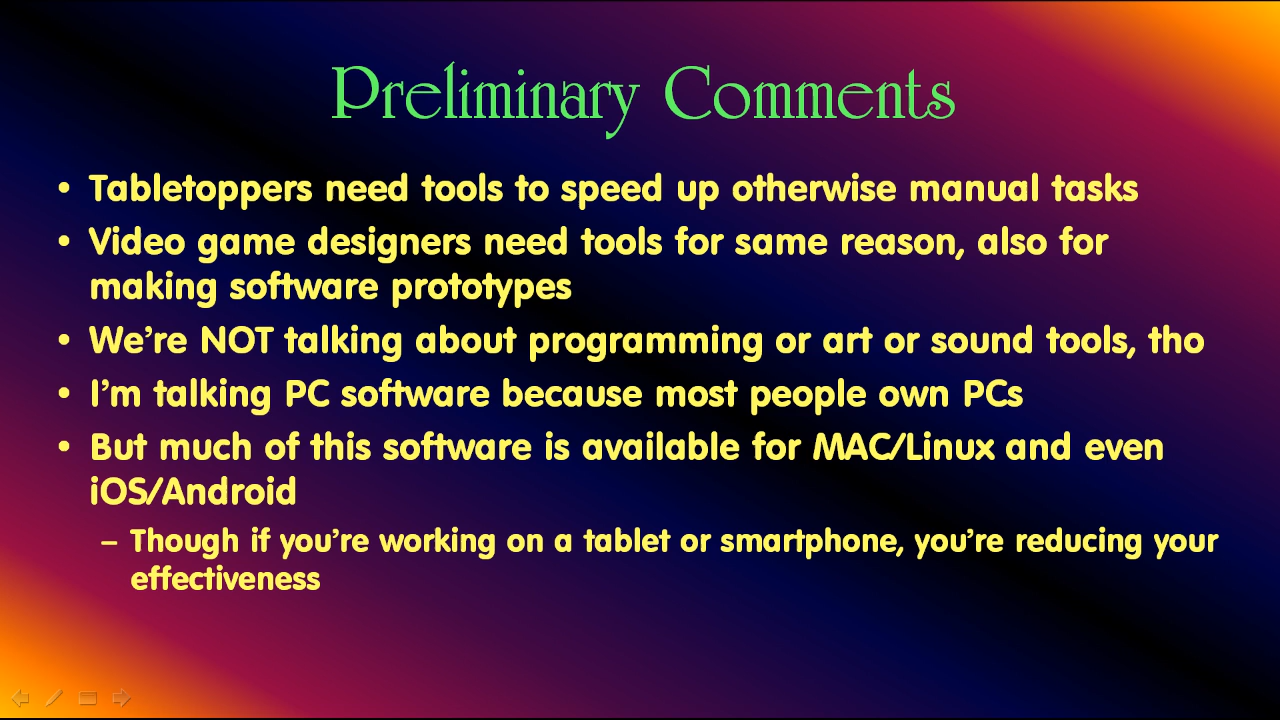 Preliminary Comments
• Tabletoppers need tools to speed up otherwise manual tasks
• Video game designers need tools for same reason, also for
making software prototypes
• We’re NOT talking about programming or art or sound tools, tho
• I’m talking PC software because most people own PCs
• But much of this software is available for MAC/Linux and even
iOS/Android
– Though if you’re working on a tablet or smartphone, you’re reducing your
effectiveness